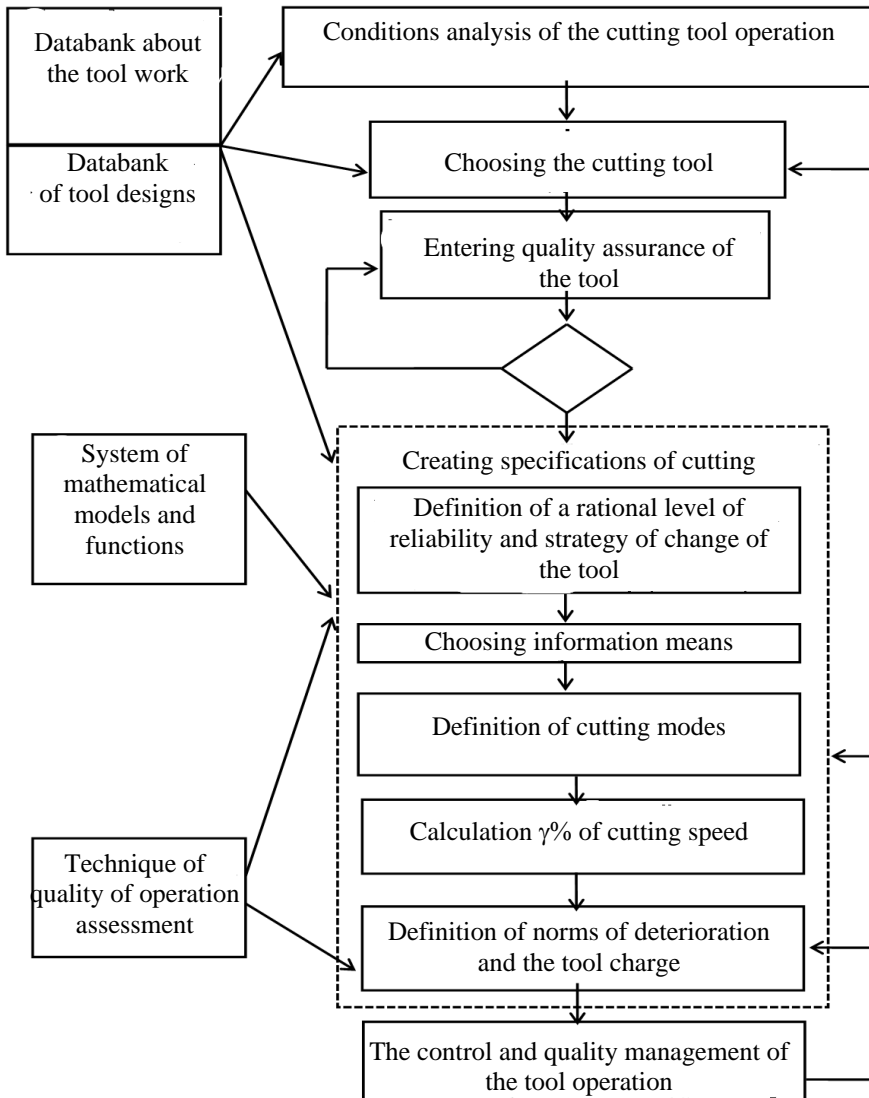 Databank about
the tool work
Databank
of tool designs
Conditions analysis of the cutting tool operation
Choosing the cutting tool
Entering quality assurance of
the tool
System of
mathematical
models and
functions
Creating specifications of cutting
Definition of a rational level of
reliability and strategy of change of
the tool
Choosing information means
Definition of cutting modes
Calculation γ% of cutting speed
Technique of
quality of operation
assessment
Definition of norms of deterioration
and the tool charge
The control and quality management of
the tool operation